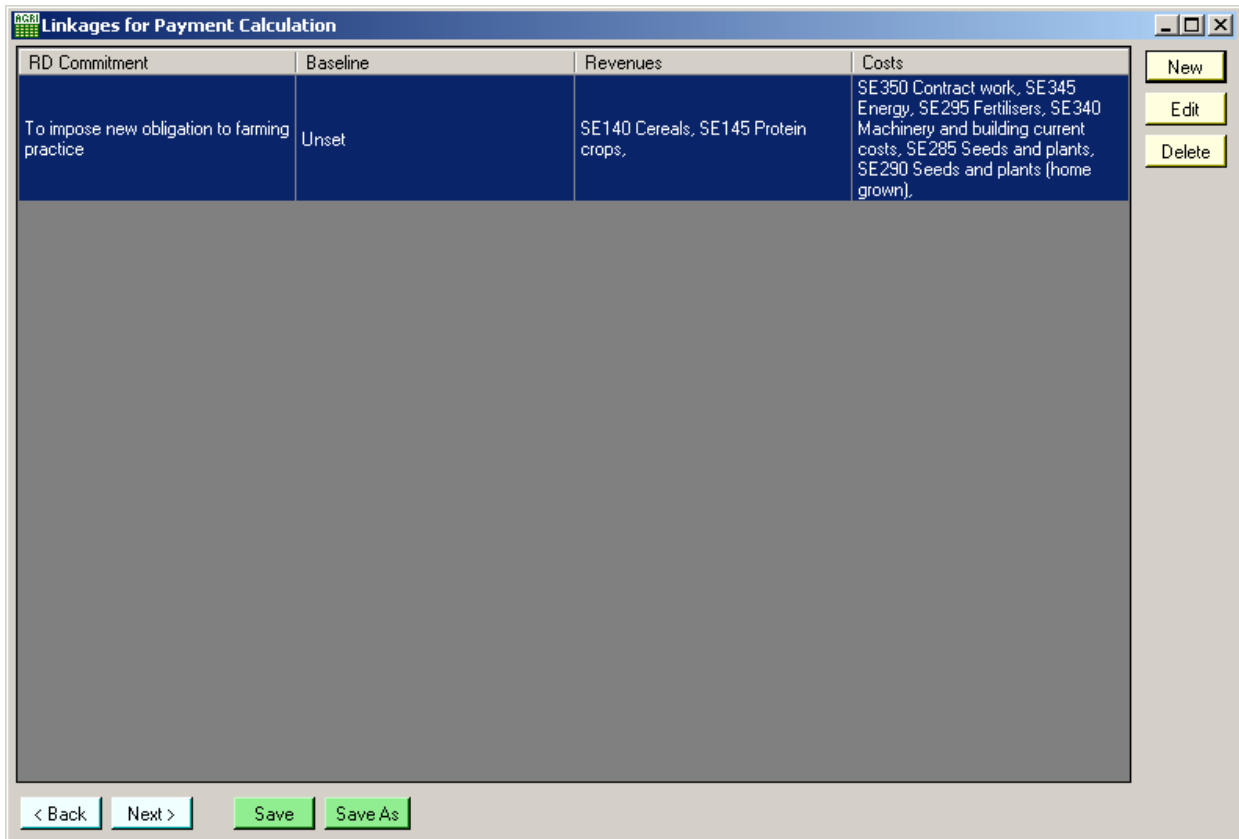 AGRI
Linkages for Payment Calculation
RD Commitment Baseline Revenues Costs
To impose new obligation to farming
practice
Unset
SE140 Cereals, SE145 Protein
crops,
SE350 Contract work, SE345
Energy, SE295 Fertilisers, SE340
Machinery and building current
costs, SE285 Seeds and plants,
SE290 Seeds and plants (home
grown),
New
Edit
Delete
< Back Next > Save Save As